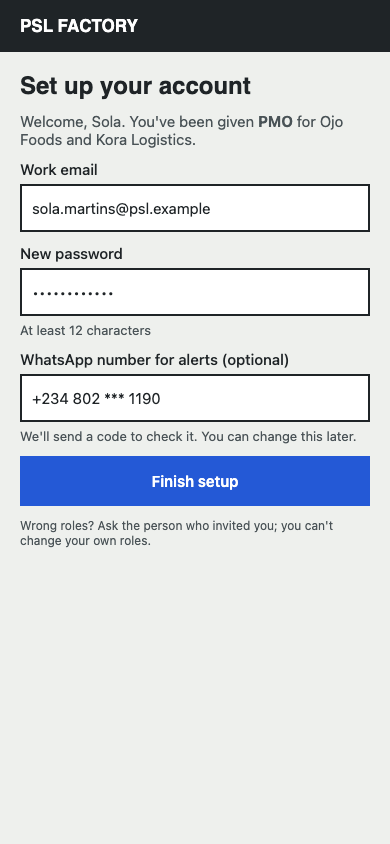 PSL FACTORY
Set up your account
Welcome, Sola. You've been given PMO for Ojo
Foods and Kora Logistics.
Work email
sola.martins@psl.example
New password
••••••••••••
At least 12 characters
WhatsApp number for alerts (optional)
+234 802 *** 1190
We'll send a code to check it. You can change this later.
Finish setup
Wrong roles? Ask the person who invited you; you can't
change your own roles.